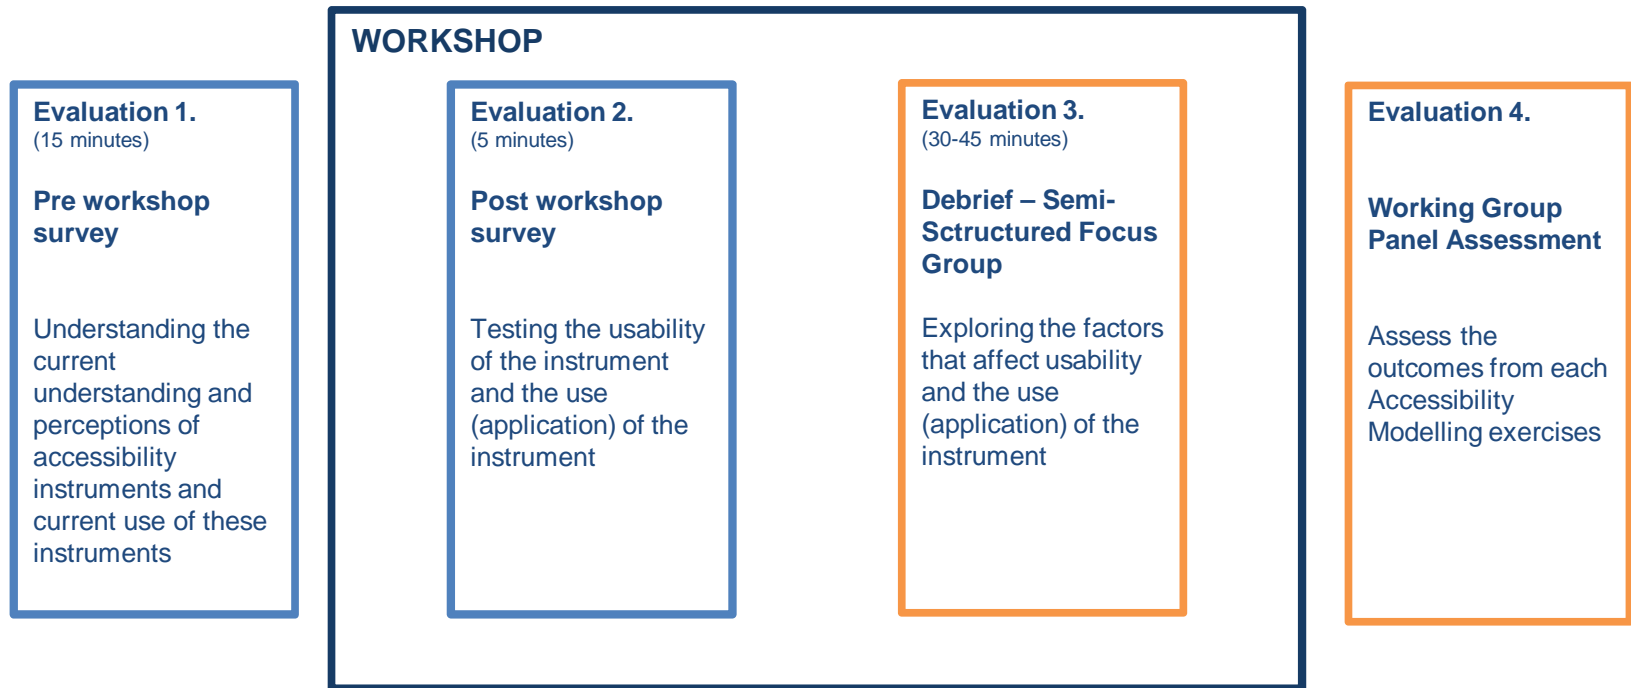 WORKSHOP
Evaluation 1.
(15 minutes)
Pre workshop
survey
Understanding the
current
understanding and
perceptions of
accessibility
instruments and
current use of these
instruments
Evaluation 2.
(5 minutes)
Post workshop
survey
Testing the usability
of the instrument
and the use
(application) of the
instrument
Evaluation 3.
(30-45 minutes)
Debrief – Semi-
Sctructured Focus
Group
Exploring the factors
that affect usability
and the use
(application) of the
instrument
Evaluation 4.
Working Group
Panel Assessment
Assess the
outcomes from each
Accessibility
Modelling exercises